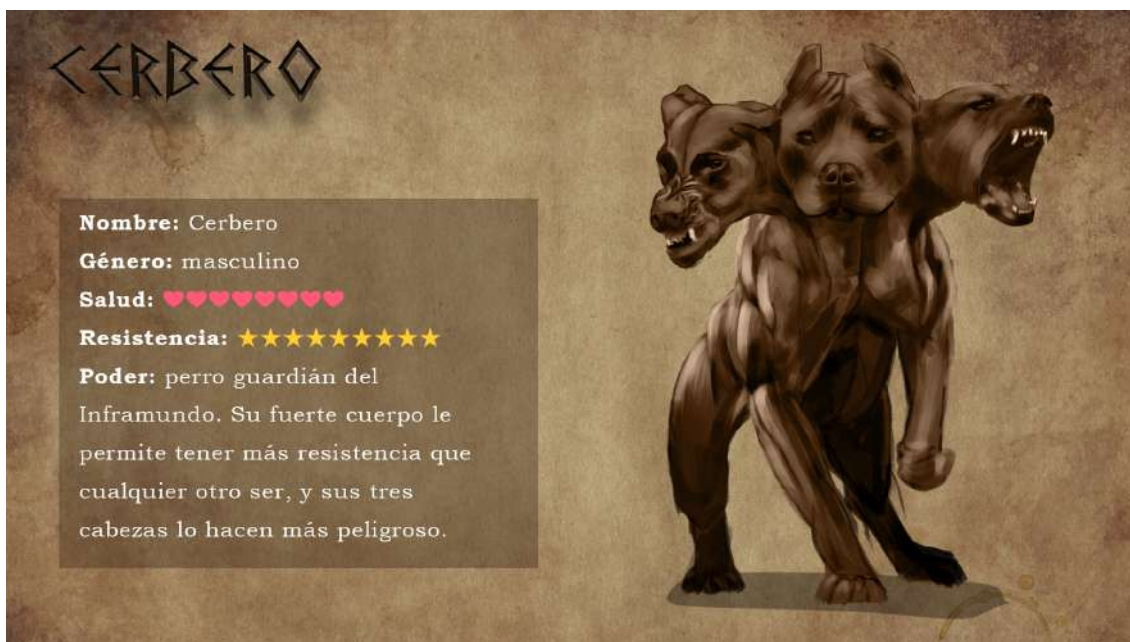 CERBERO
Nombre: Cerbero
Género: masculino
Salud: ♥♥♥♥♥♥♥♥
Resistencia: ★★★★★★★★★
Poder: perro guardián del
Inframundo. Su fuerte cuerpo le
permite tener más resistencia que
cualquier otro ser, y sus tres
cabezas lo hacen más peligroso.